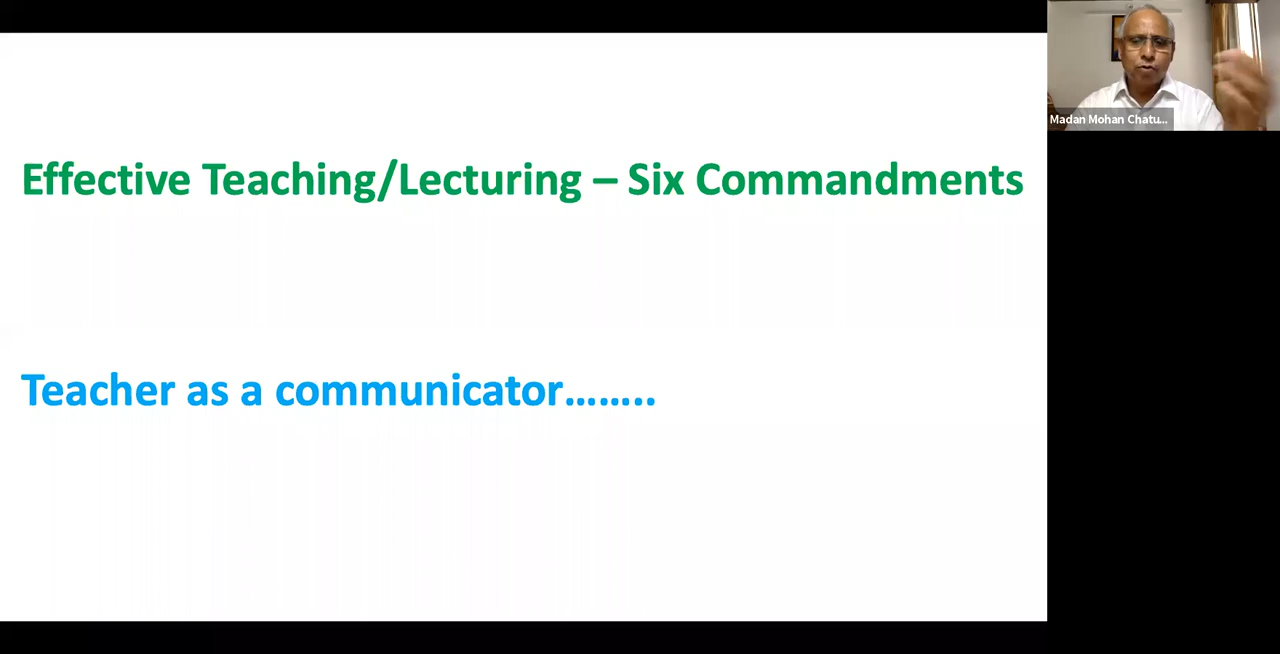 Effective Teaching/Lecturing – Six Commandments
Teacher as a communicator……..
Madan Mohan Chatu...